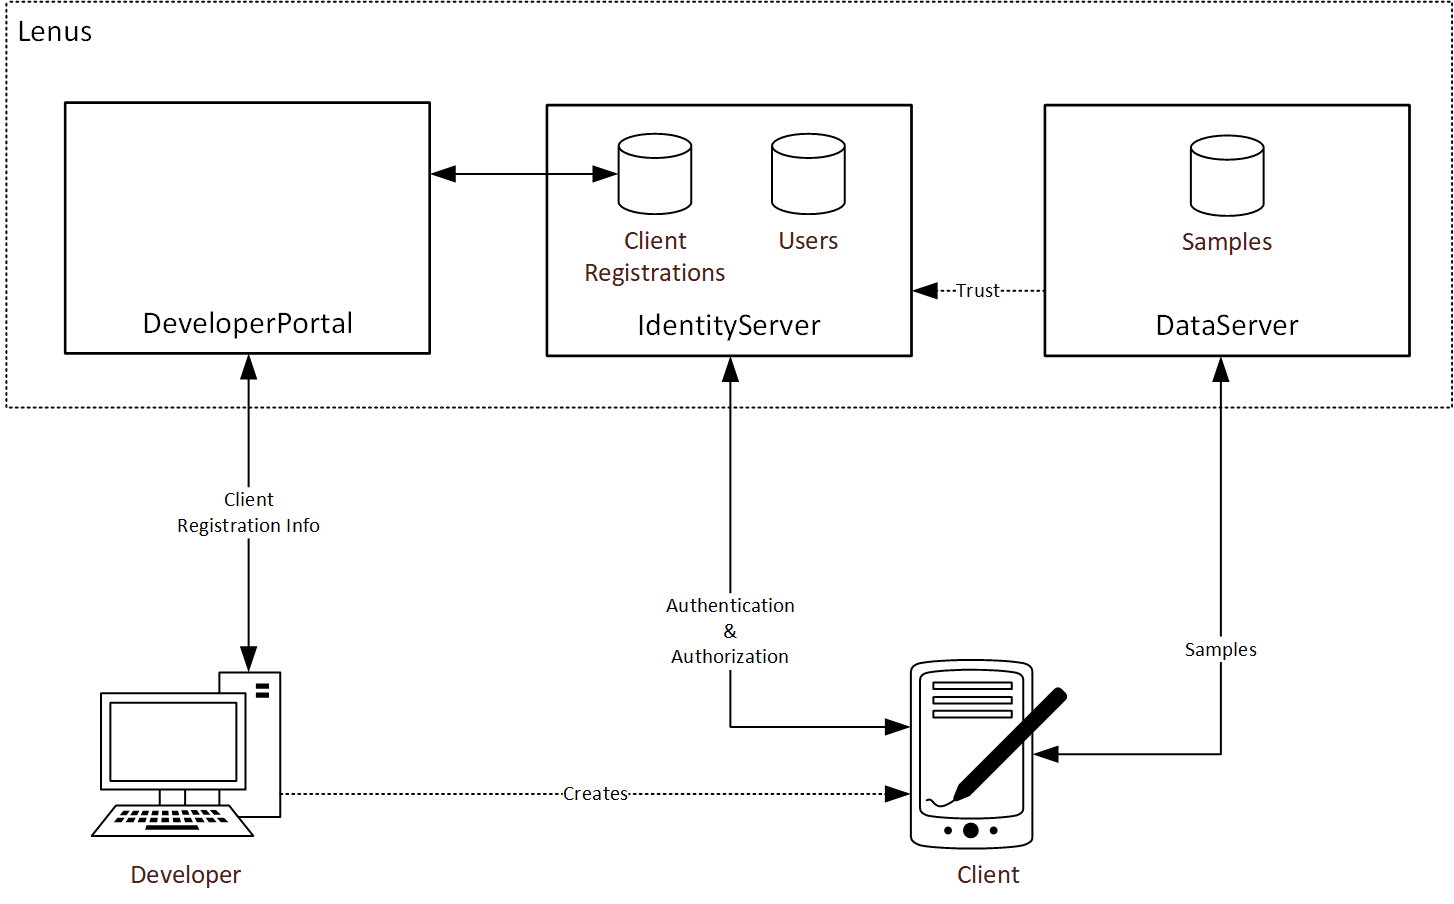 Lenus
Client
Registrations
Users
Samples
Trust
DeveloperPortal
IdentityServer
DataServer
Client
Registration Info
Authentication
&
Authorization
Samples
Creates
Developer
Client